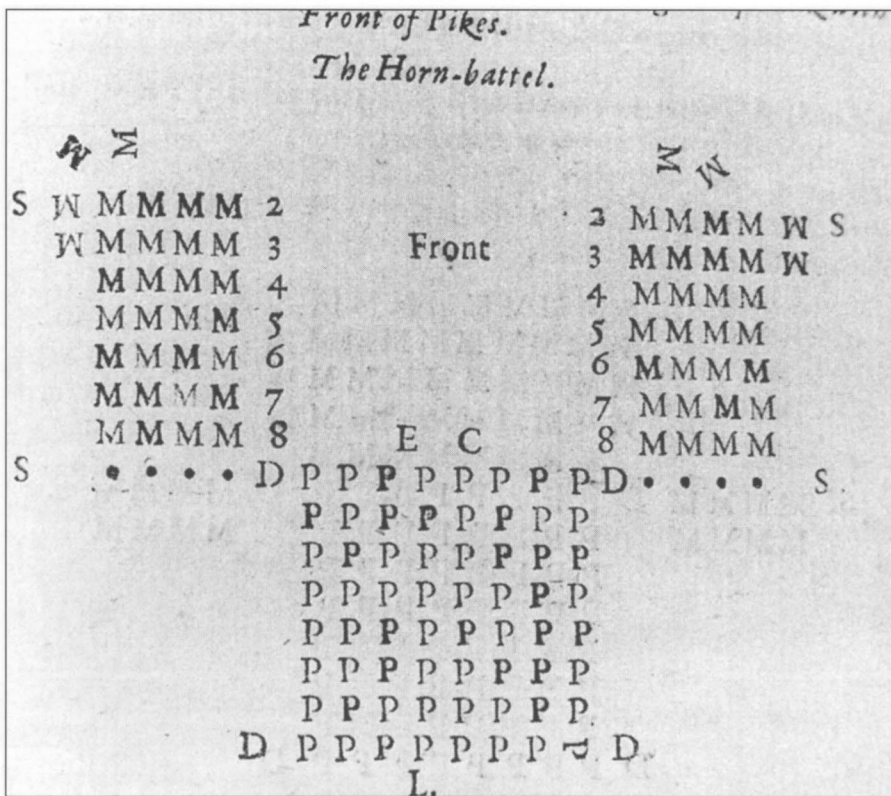 Front of Pikes.
The Horn-battel.
M M M M
S M M M M M 2 2 M M M M M S
M M M M M 3 Front 3 M M M M M
M M M M 4 4 M M M M
M M M M 5 5 M M M M
M M M M 6 6 M M M M
M M M M 7 7 M M M M
M M M M 8 E C 8 M M M M
S • • • • D P P P P P P P P D • • • • S
P P P P P P P P
P P P P P P P P
P P P P P P P P
P P P P P P P P
P P P P P P P P
P P P P P P P P
D P P P P P P P P D
L.